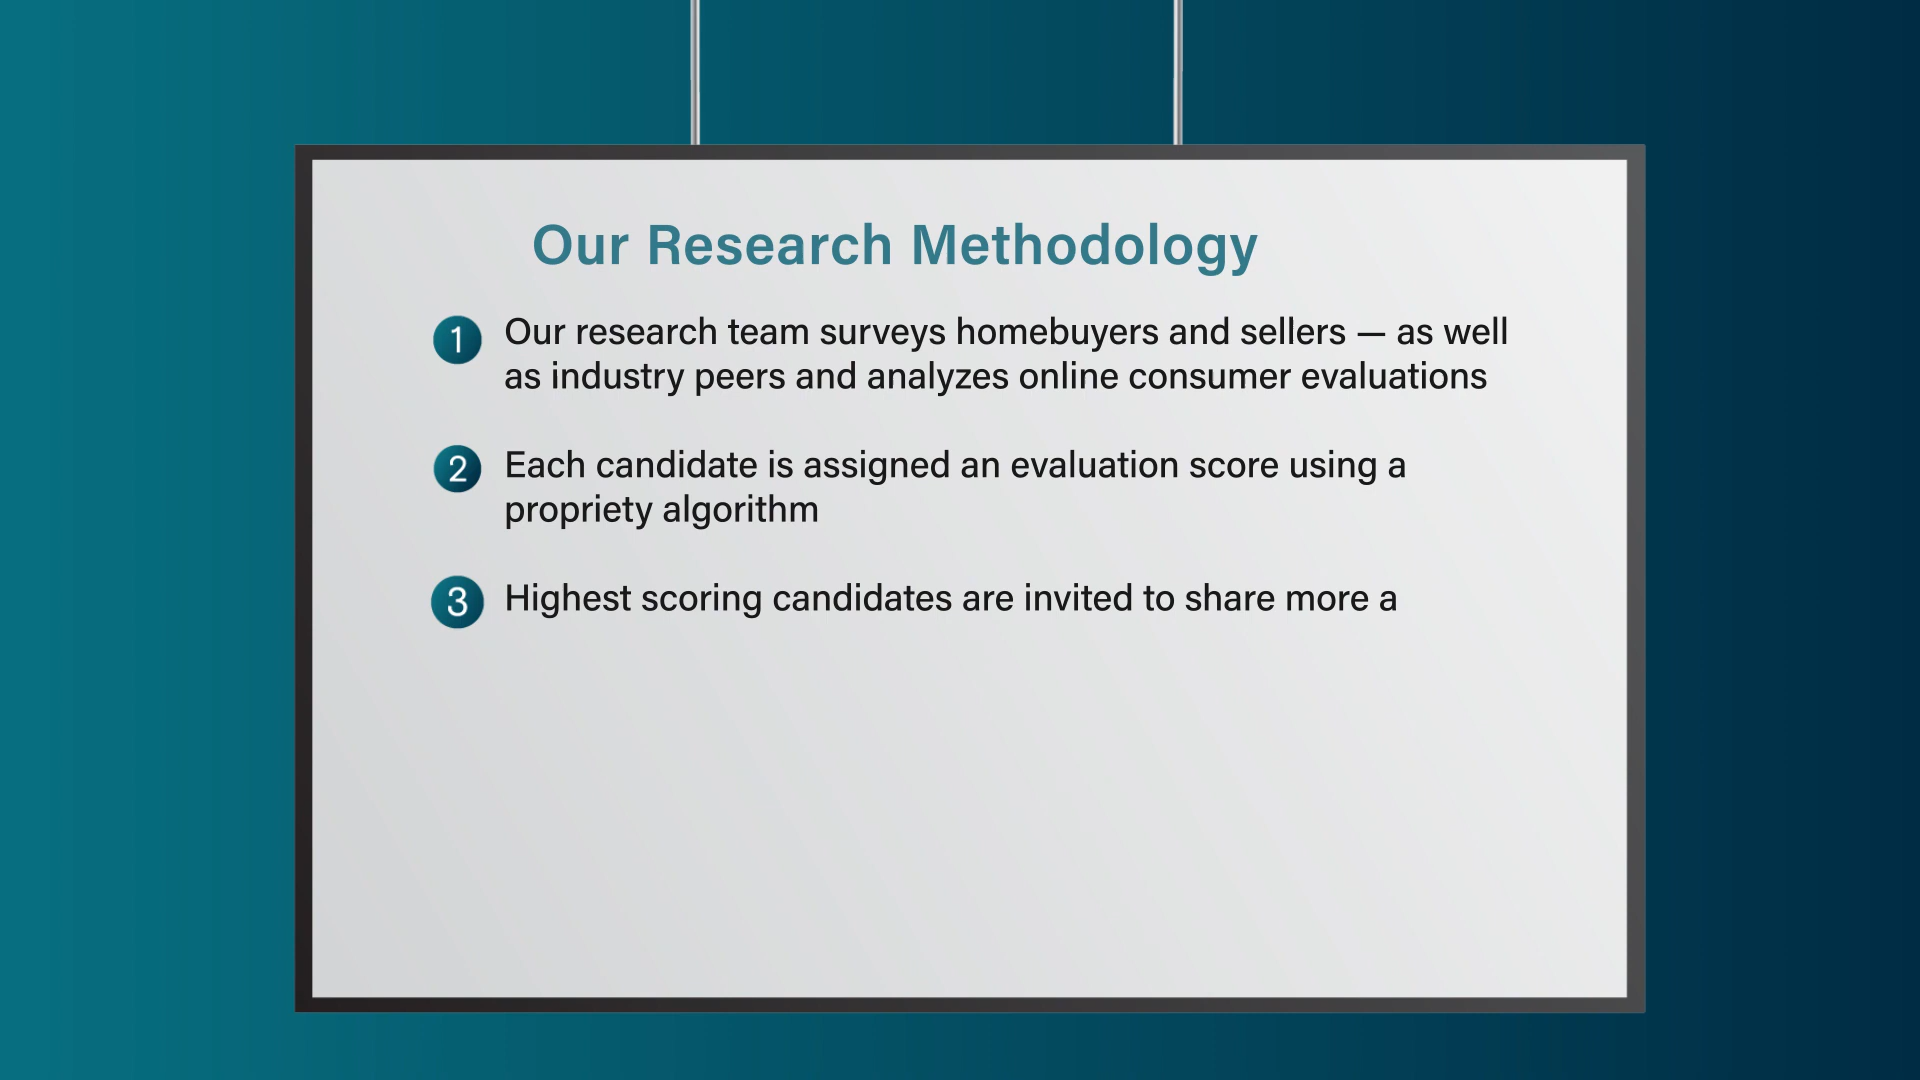 Our Research Methodology
1 Our research team surveys homebuyers and sellers — as well
as industry peers and analyzes online consumer evaluations
2 Each candidate is assigned an evaluation score using a
propriety algorithm
3 Highest scoring candidates are invited to share more a